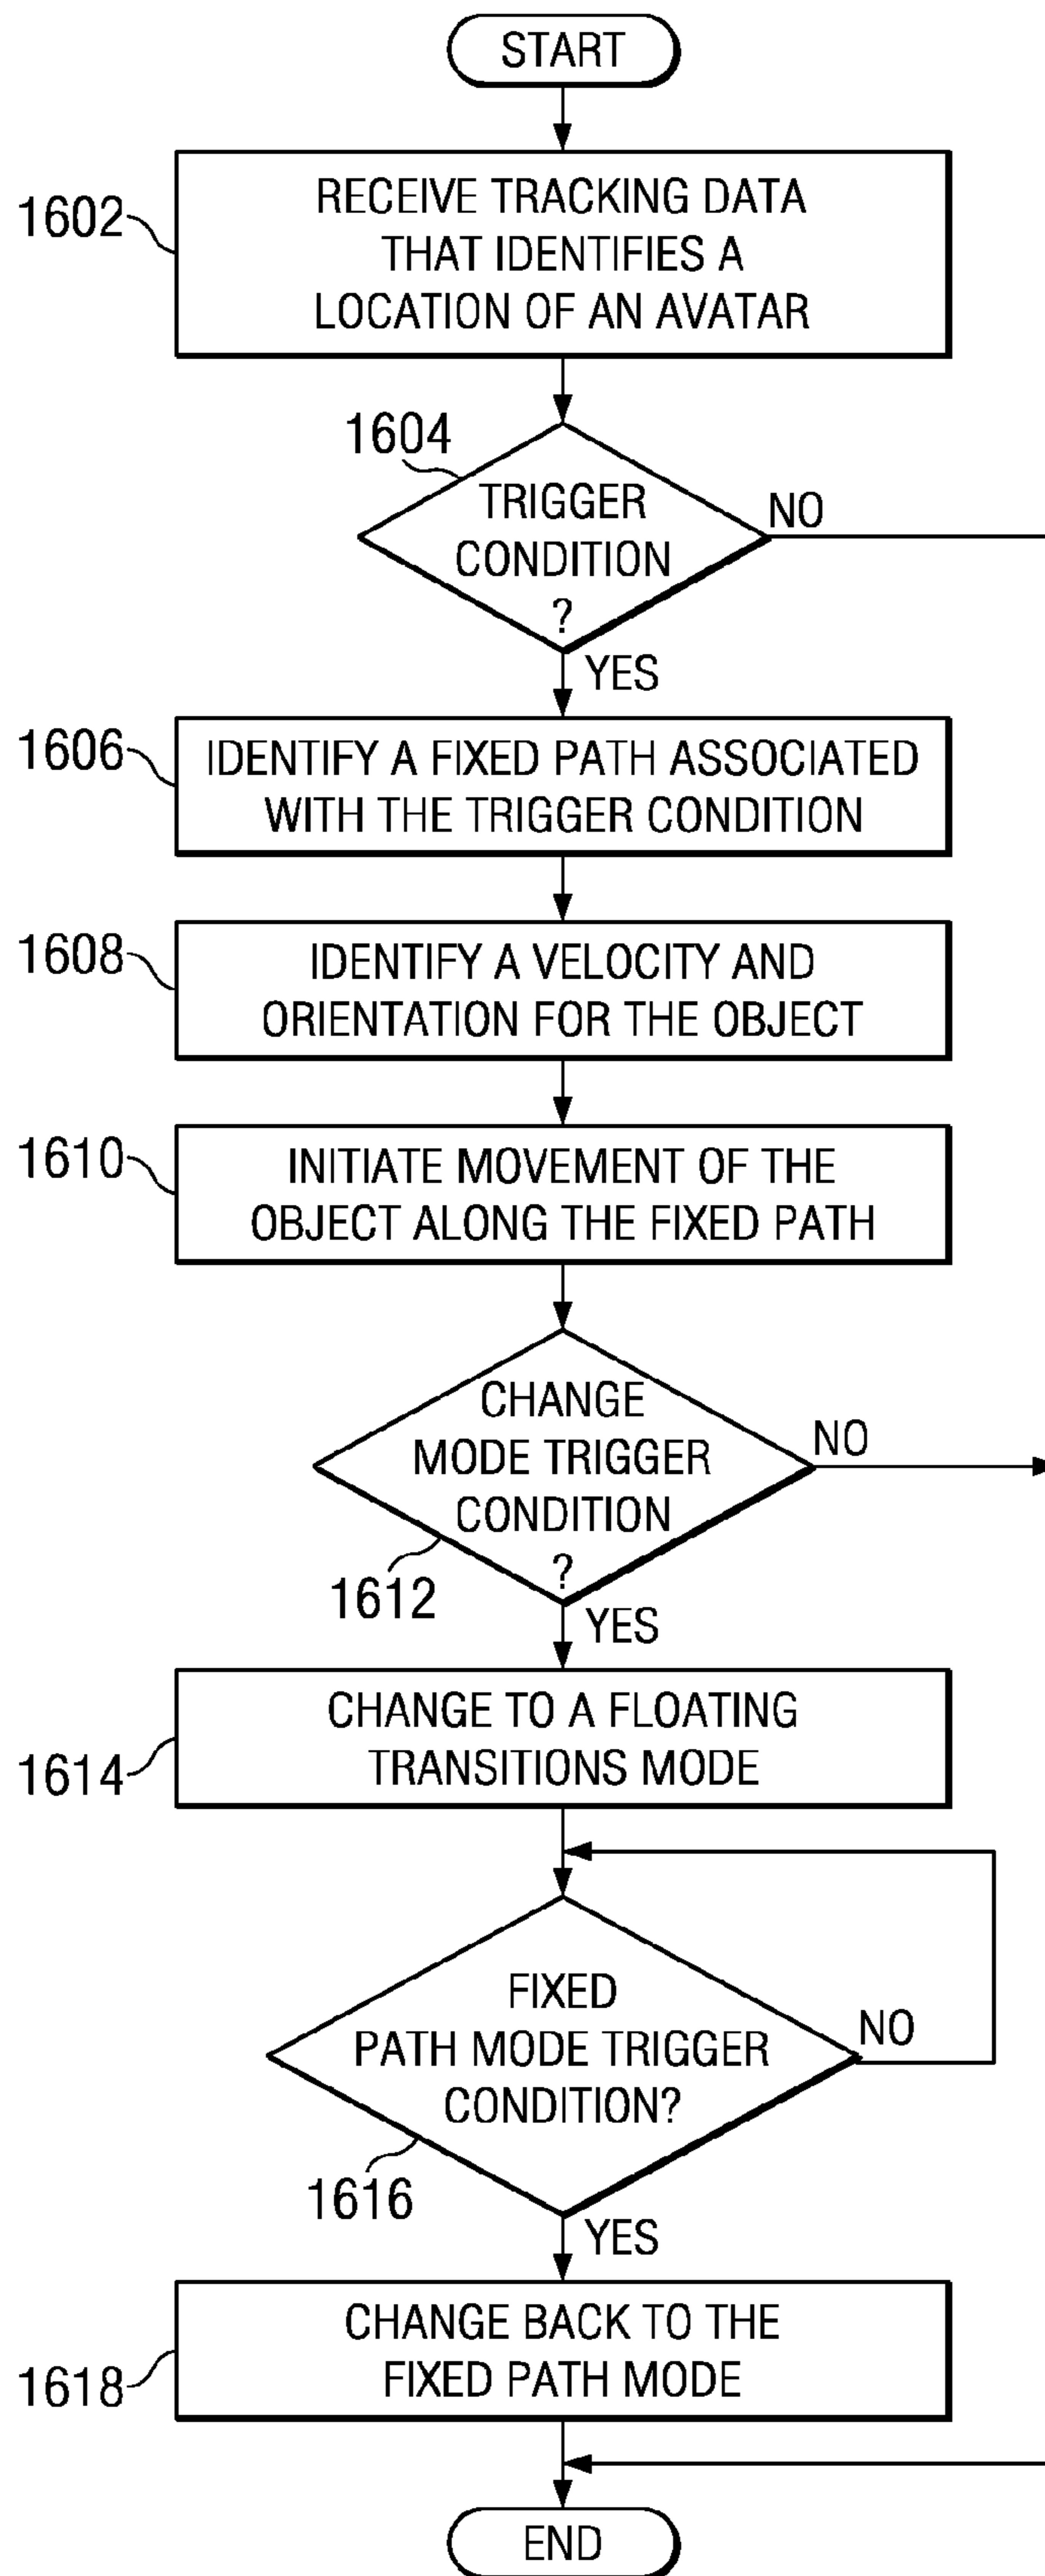 START
1602
RECEIVE TRACKING DATA
THAT IDENTIFIES A
LOCATION OF AN AVATAR
1604
TRIGGER
CONDITION
?
NO
YES
1606
IDENTIFY A FIXED PATH ASSOCIATED
WITH THE TRIGGER CONDITION
1608
IDENTIFY A VELOCITY AND
ORIENTATION FOR THE OBJECT
1610
INITIATE MOVEMENT OF THE
OBJECT ALONG THE FIXED PATH
CHANGE
MODE TRIGGER
CONDITION
?
NO
1612
YES
CHANGE TO A FLOATING
TRANSITIONS MODE
1614
FIXED
PATH MODE TRIGGER
CONDITION?
NO
1616
YES
CHANGE BACK TO THE
FIXED PATH MODE
1618
END